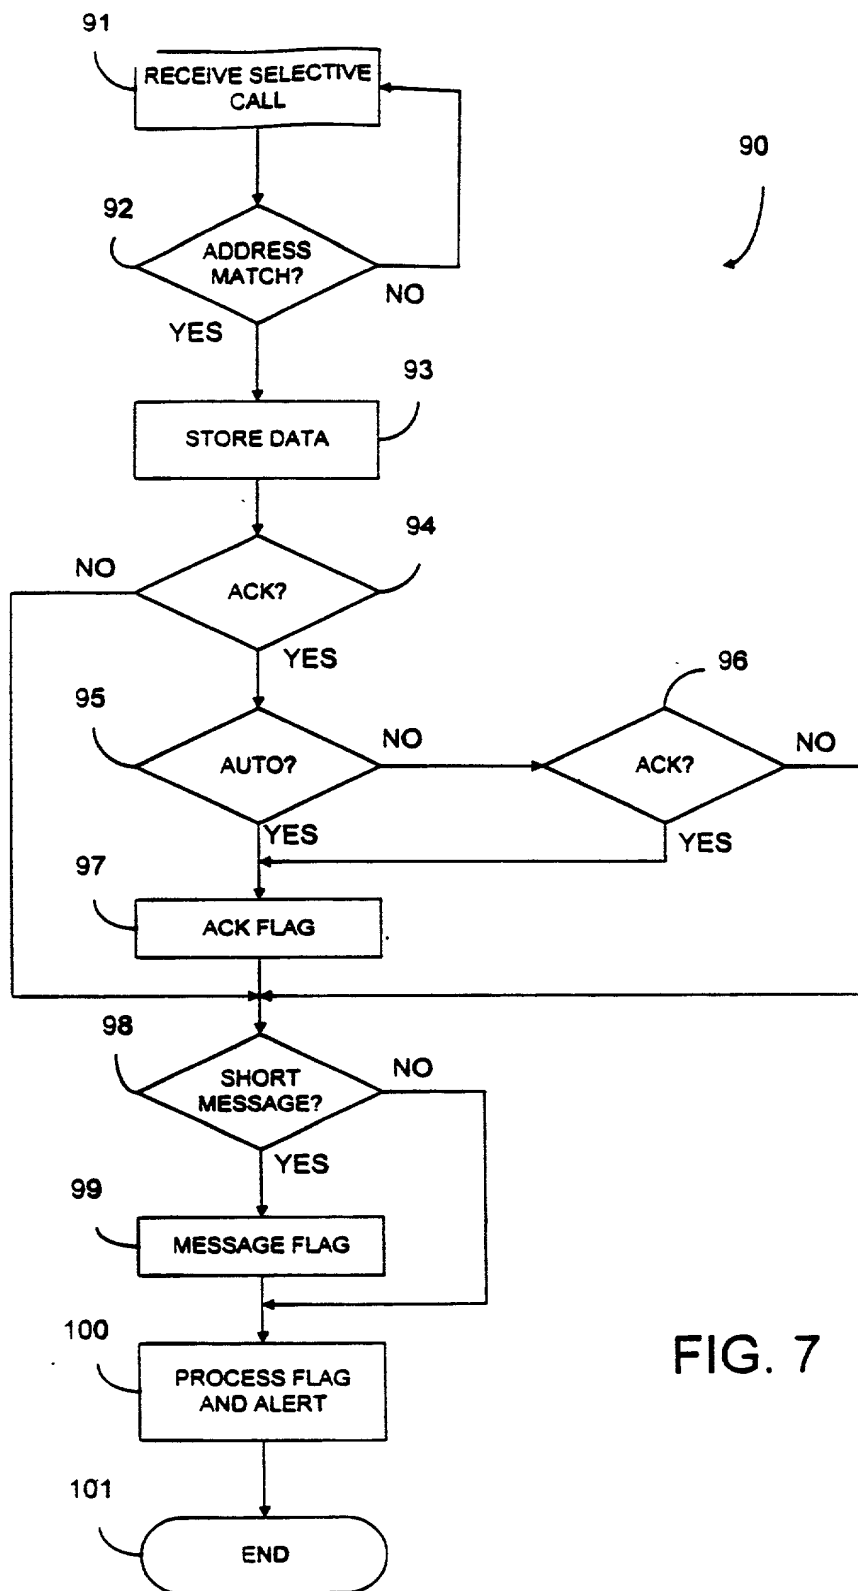 91
RECEIVE SELECTIVE
CALL
90
92
ADDRESS
MATCH?
NO
YES
93
STORE DATA
94
NO
ACK?
YES
96
95
AUTO?
NO
ACK?
NO
YES
YES
97
ACK FLAG
98
SHORT
MESSAGE?
NO
YES
99
MESSAGE FLAG
100
PROCESS FLAG
AND ALERT
FIG. 7
101
END